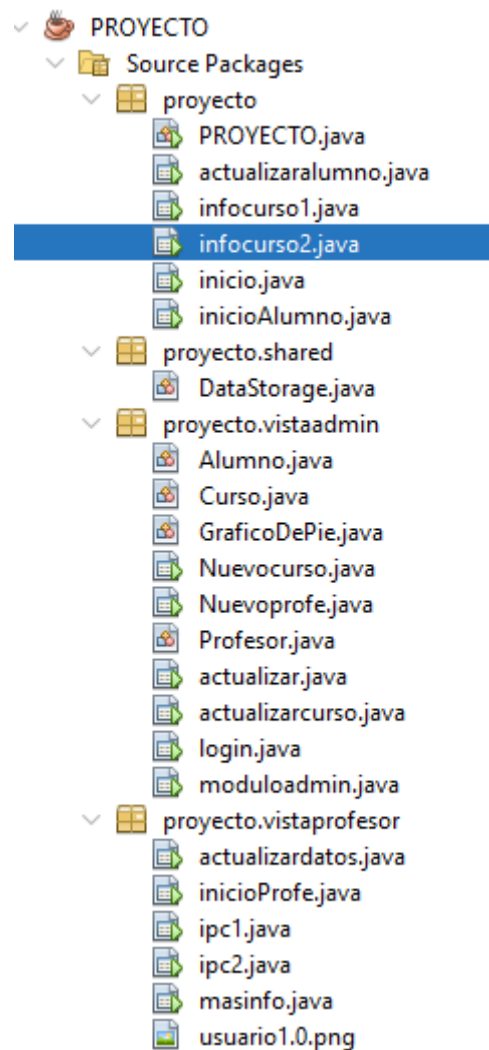 PROYECTO
Source Packages
proyecto
PROYECTO.java
actualizaralumno.java
infocurso1.java
infocurso2.java
inicio.java
inicioAlumno.java
proyecto.shared
DataStorage.java
proyecto.vistaadmin
Alumno.java
Curso.java
GraficoDePie.java
Nuevocurso.java
Nuevoprofe.java
Profesor.java
actualizar.java
actualizarcurso.java
login.java
moduloadmin.java
proyecto.vistaprofesor
actualizardatos.java
inicioProfe.java
ipc1.java
ipc2.java
masinfo.java
usuario1.0.png